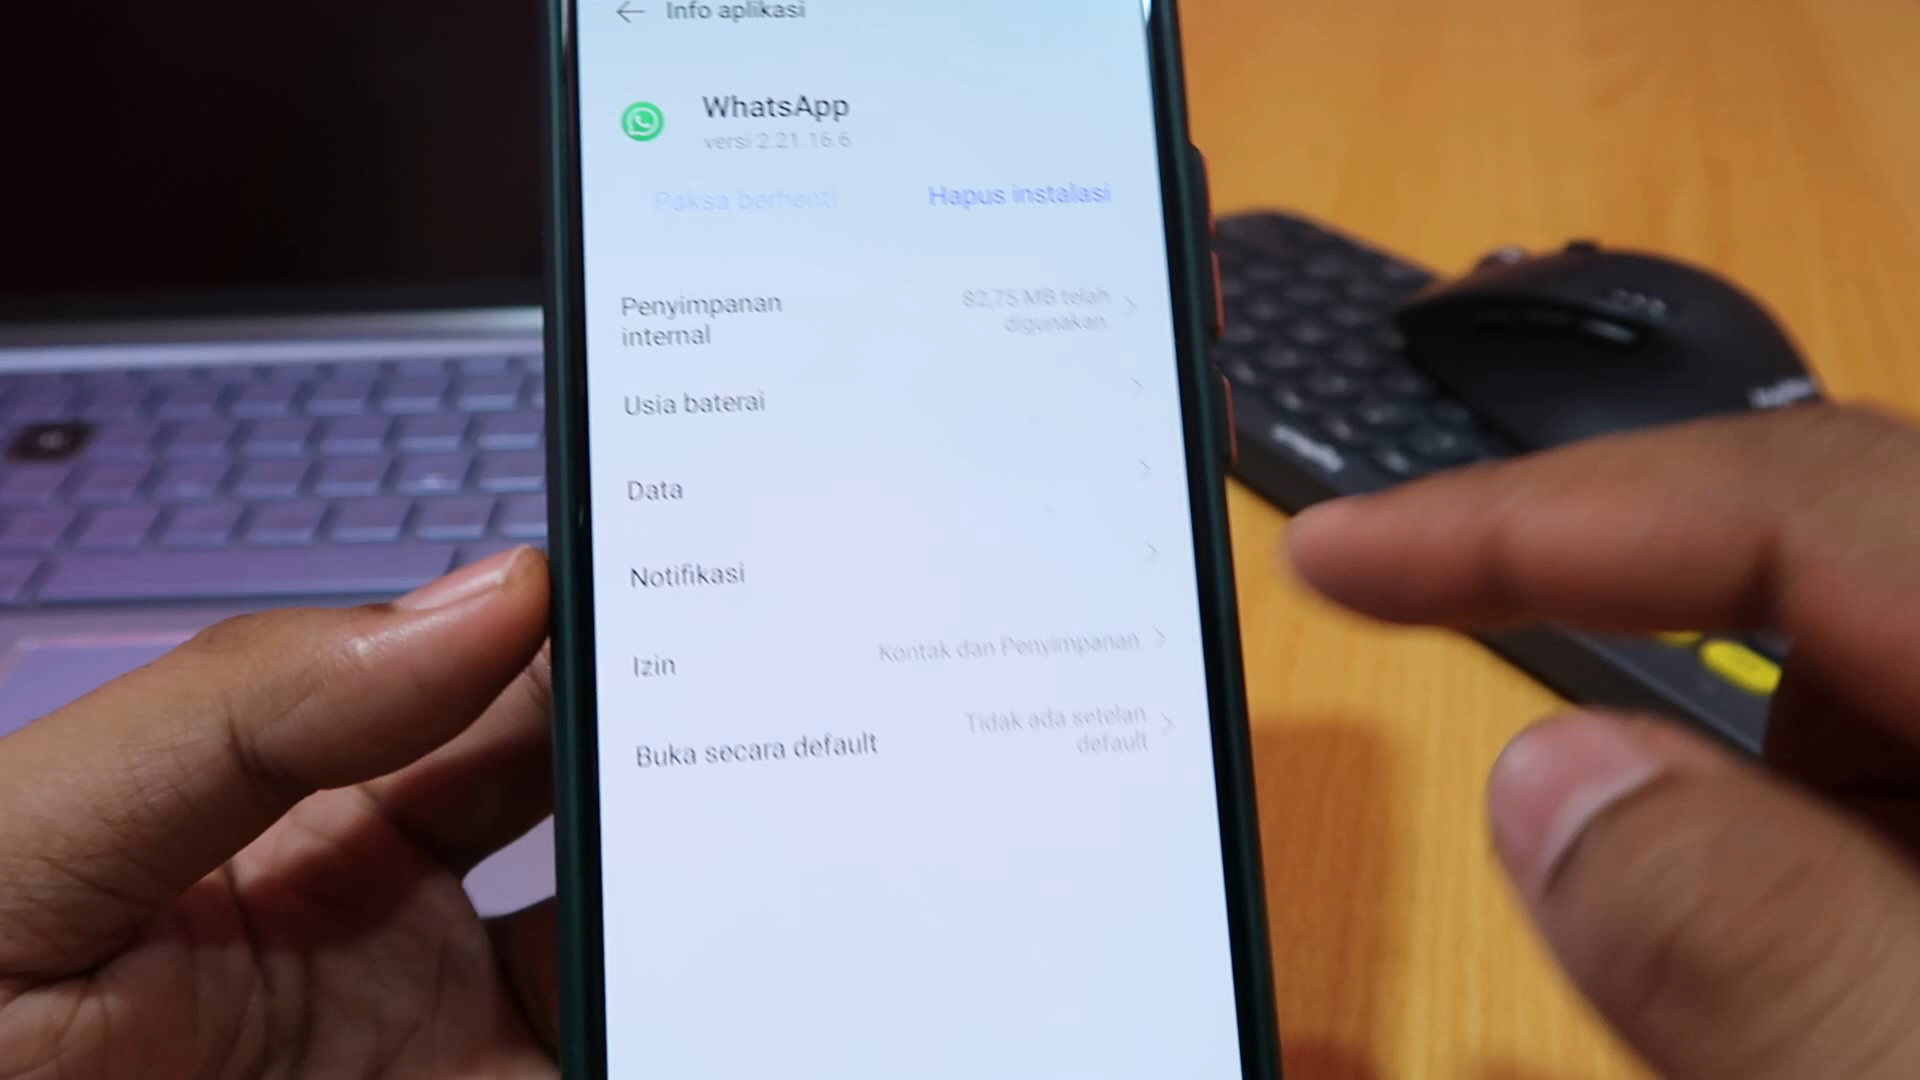 Info aplikasi
WhatsApp
versi 2.21.16.6
Paksa berhenti
Hapus instalasi
Penyimpanan
internal
82,75 MB telah
digunakan
Usia baterai
Data
Notifikasi
Izin
Kontak dan Penyimpanan
Buka secara default
Tidak ada setelan
default